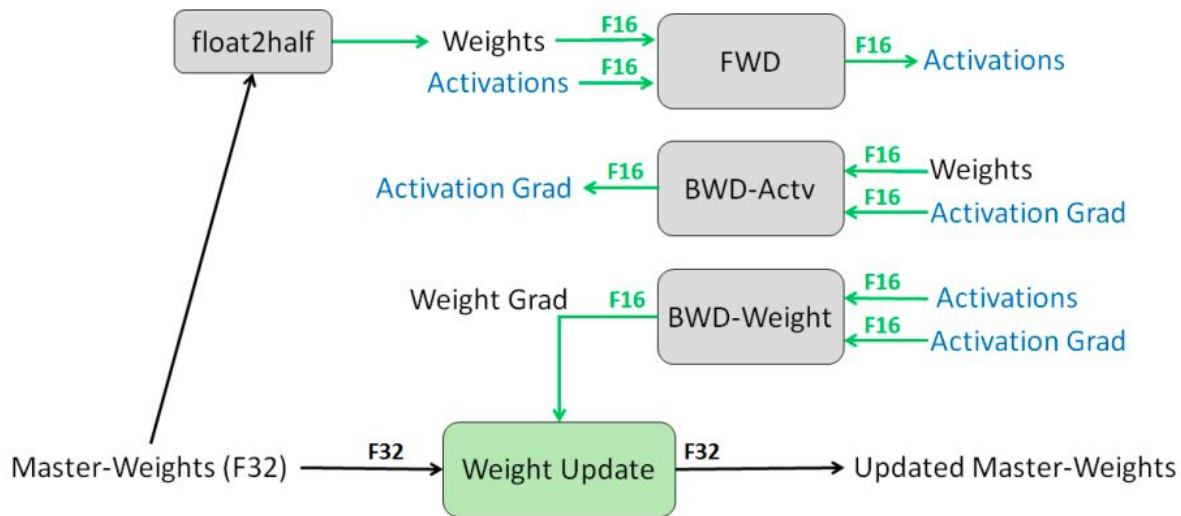 float2half
Weights
F16
F16
Activations
F16
FWD
Activations
Activation Grad
F16
BWD-Actv
F16
Weights
F16
Activation Grad
Weight Grad
F16
BWD-Weight
F16
Activations
F16
Activation Grad
Master-Weights (F32)
F32
Weight Update
F32
Updated Master-Weights